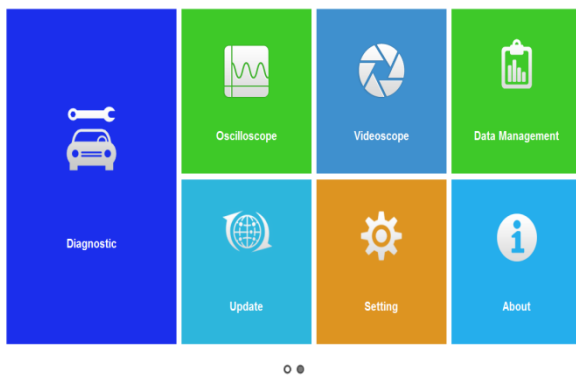 Oscilloscope
Videoscope
Data Management
Diagnostic
Update
Setting
About